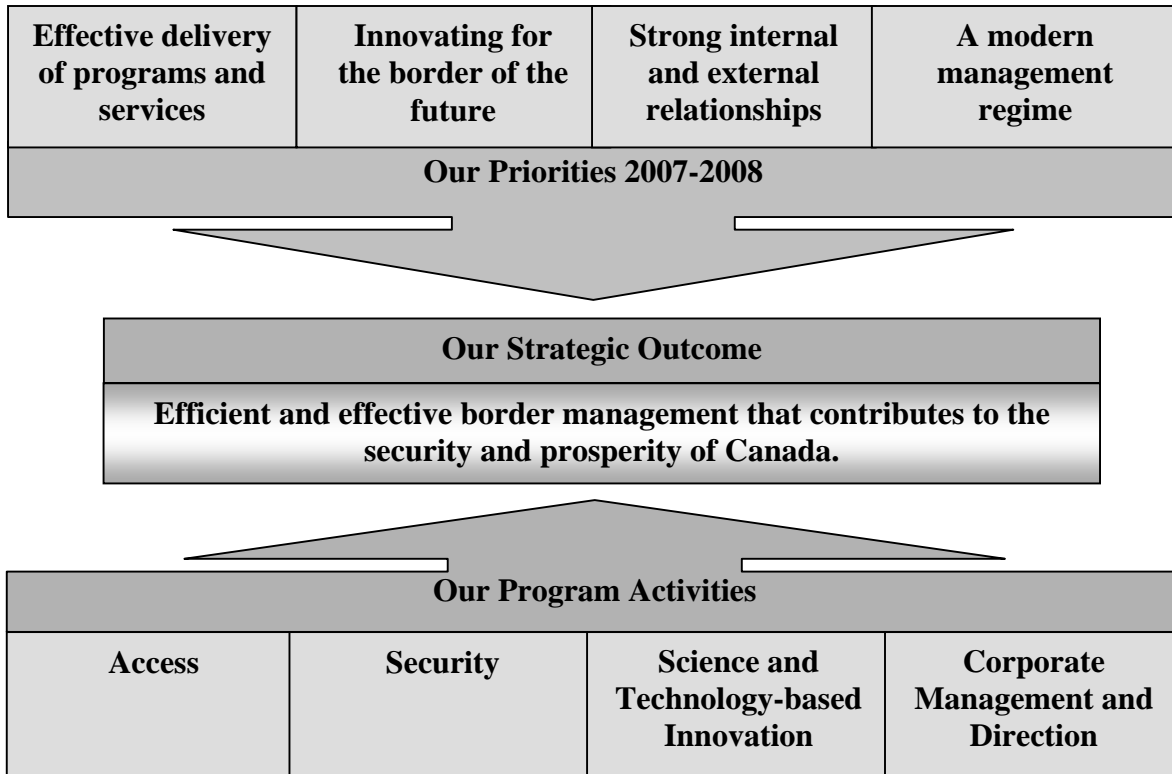 Effective delivery
of programs and
services
Innovating for
the border of the
future
Strong internal
and external
relationships
A modern
management
regime
Our Priorities 2007-2008
Our Strategic Outcome
Efficient and effective border management that contributes to the
security and prosperity of Canada.
Our Program Activities
Access
Security
Science and
Technology-based
Innovation
Corporate
Management and
Direction